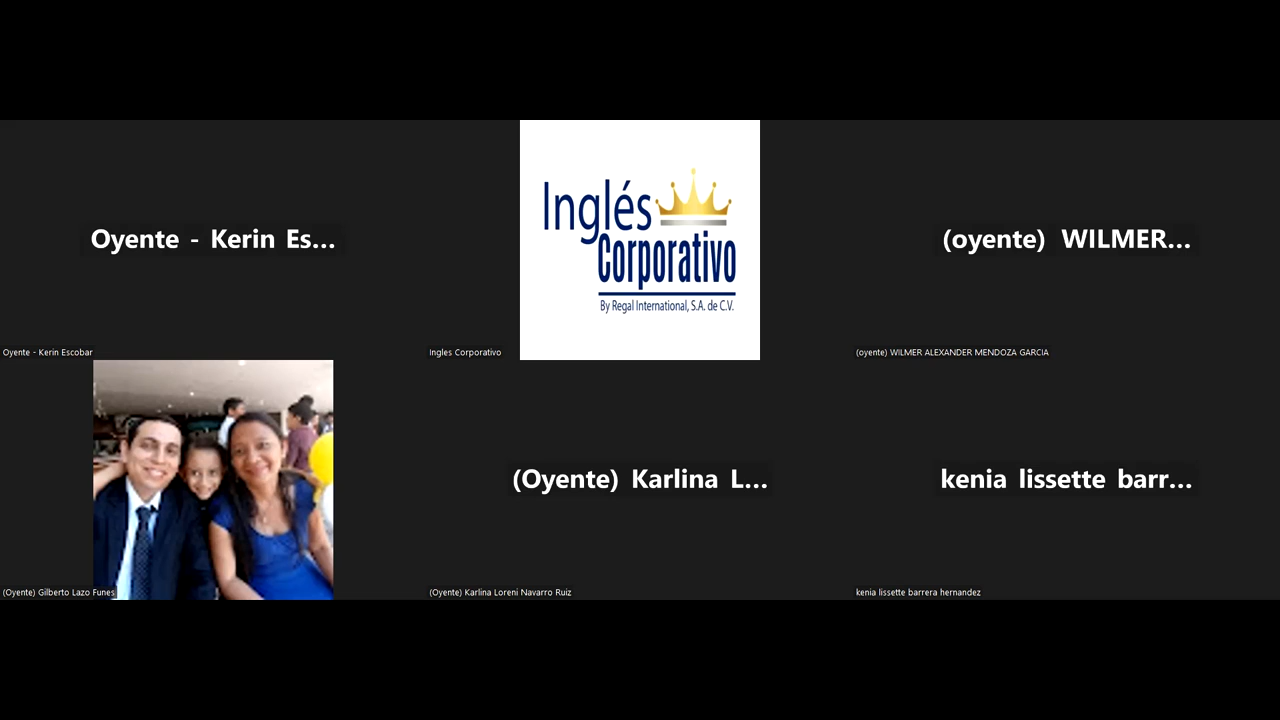 Oyente - Kerin Es...
Oyente - Kerin Escobar
Inglés
Corporativo
By Regal International, S.A. de C.V.
Ingles Corporativo
(oyente) WILMER...
(oyente) WILMER ALEXANDER MENDOZA GARCIA
(Oyente) Gilberto Lazo Funes
(Oyente) Karlina L...
(Oyente) Karlina Loreni Navarro Ruiz
kenia lissette barr...
kenia lissette barrera hernandez